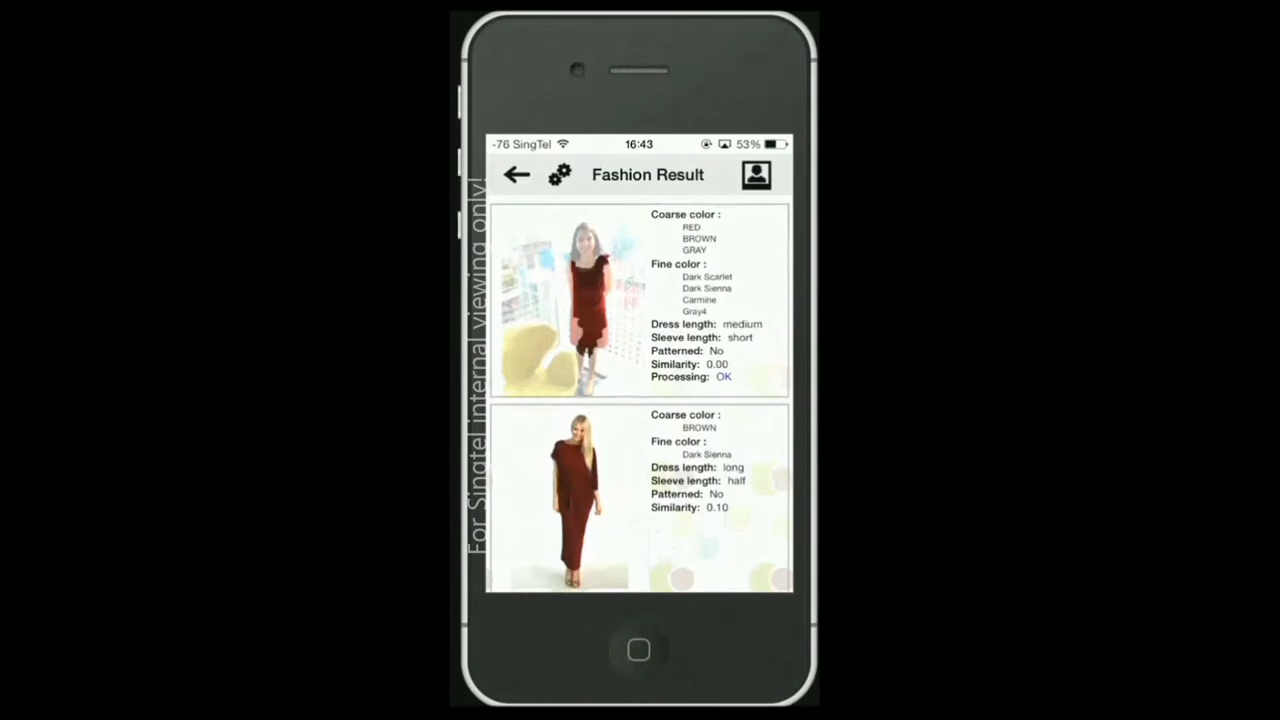 -76 SingTel 16:43 53%
Fashion Result
For Singtel internal viewing only!
Coarse color :
RED
BROWN
GRAY
Fine color :
Dark Scarlet
Dark Sienna
Carmine
Gray4
Dress length: medium
Sleeve length: short
Patterned: No
Similarity: 0.00
Processing: OK
Coarse color :
BROWN
Fine color :
Dark Sienna
Dress length: long
Sleeve length: half
Patterned: No
Similarity: 0.10